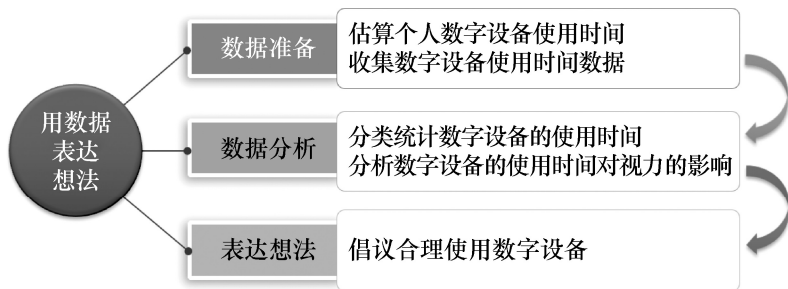 用数据
表达
想法
数据准备
估算个人数字设备使用时间
收集数字设备使用时间数据
数据分析
分类统计数字设备的使用时间
分析数字设备的使用时间对视力的影响
表达想法
倡议合理使用数字设备